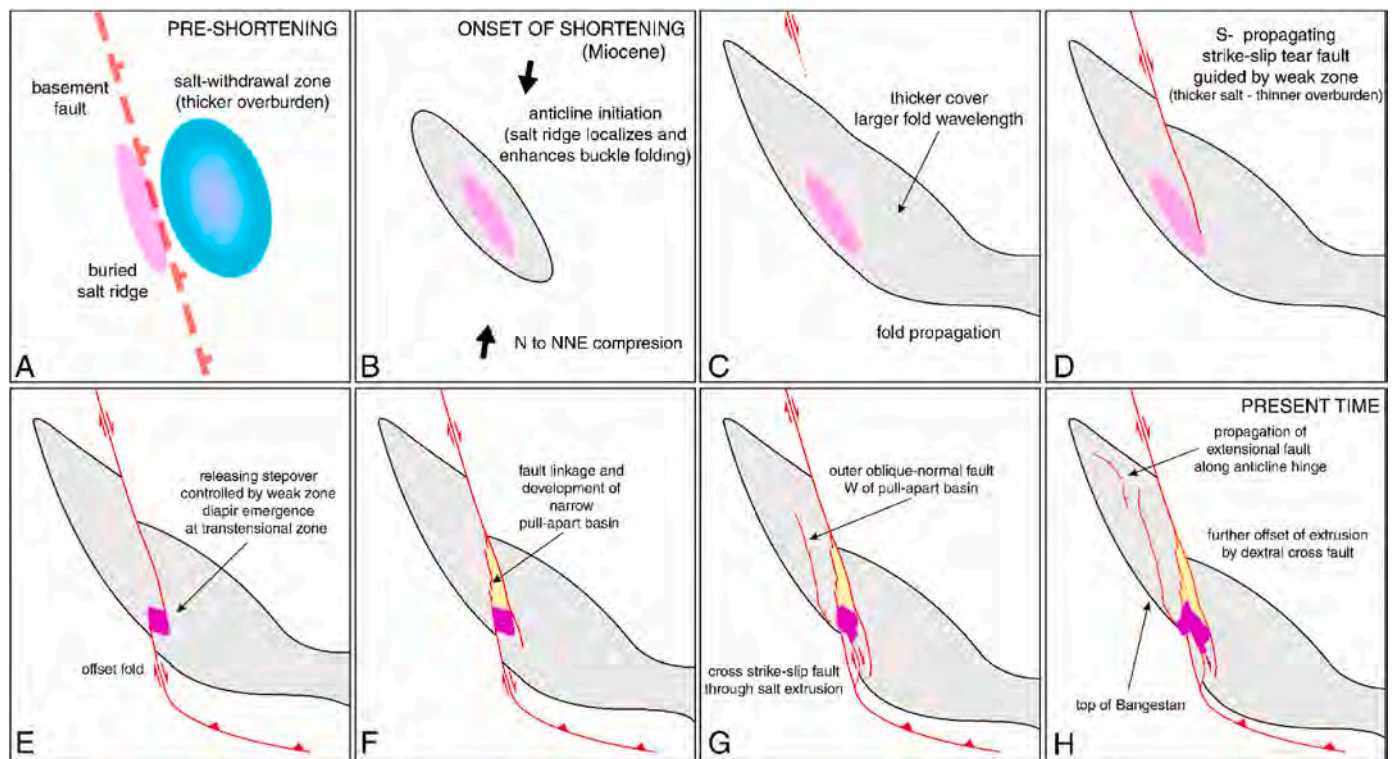 PRE-SHORTENING
basement
fault
salt-withdrawal zone
(thicker overburden)
buried
salt ridge
A
ONSET OF SHORTENING
(Miocene)
anticline initiation
(salt ridge localizes and
enhances buckle folding)
N to NNE compresion
B
thicker cover
larger fold wavelength
fold propagation
C
S- propagating
strike-slip tear fault
guided by weak zone
(thicker salt - thinner overburden)
D
releasing stepover
controlled by weak zone
diapir emergence
at transtensional zone
offset fold
E
fault linkage and
development of
narrow
pull-apart basin
F
outer oblique-normal fault
W of pull-apart basin
cross strike-slip fault
through salt extrusion
G
PRESENT TIME
propagation of
extensional fault
along anticline hinge
further offset of extrusion
by dextral cross fault
top of Bangestan
H